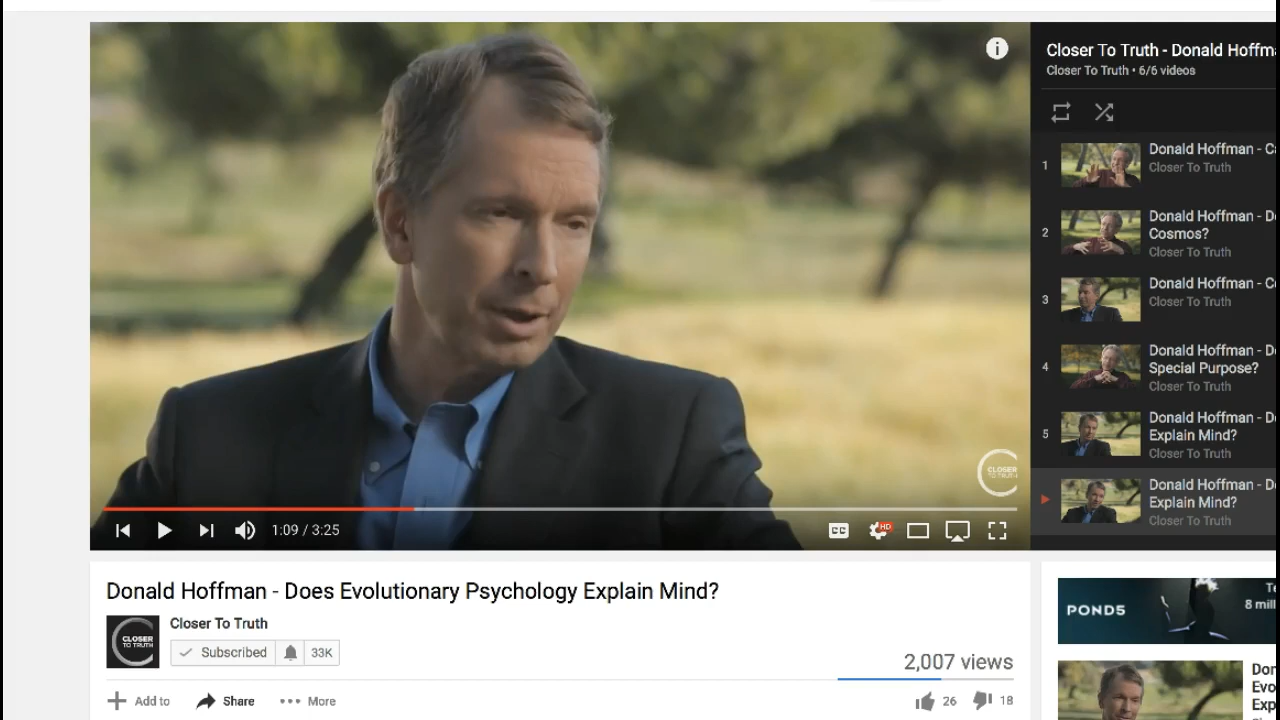 Closer To Truth - Donald Hoffm
Closer To Truth • 6/6 videos
1
Donald Hoffman - C
Closer To Truth
2
Donald Hoffman - D
Cosmos?
Closer To Truth
3
Donald Hoffman - C
Closer To Truth
4
Donald Hoffman - D
Special Purpose?
Closer To Truth
5
Donald Hoffman - D
Explain Mind?
Closer To Truth
Donald Hoffman - D
Explain Mind?
Closer To Truth
CLOSER
TO TRUTH
1:09 / 3:25
CC
HD
Donald Hoffman - Does Evolutionary Psychology Explain Mind?
CLOSER
TO TRUTH
Closer To Truth
Subscribed
33K
2,007 views
Add to
Share
More
26
18
PONDS
Te
8 mill
Don
Evo
Exp